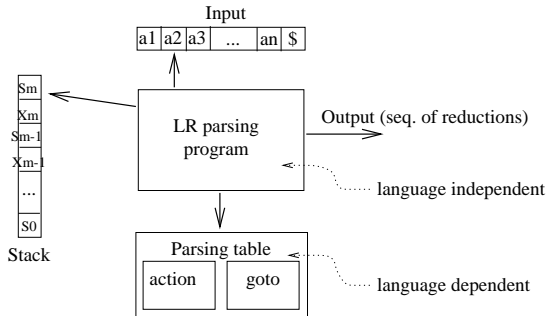 Input
a1 a2 a3 ... an $
Sm
Xm
Sm-1
Xm-1
...
S0
Stack
LR parsing
program
Output (seq. of reductions)
language independent
Parsing table
action goto
language dependent